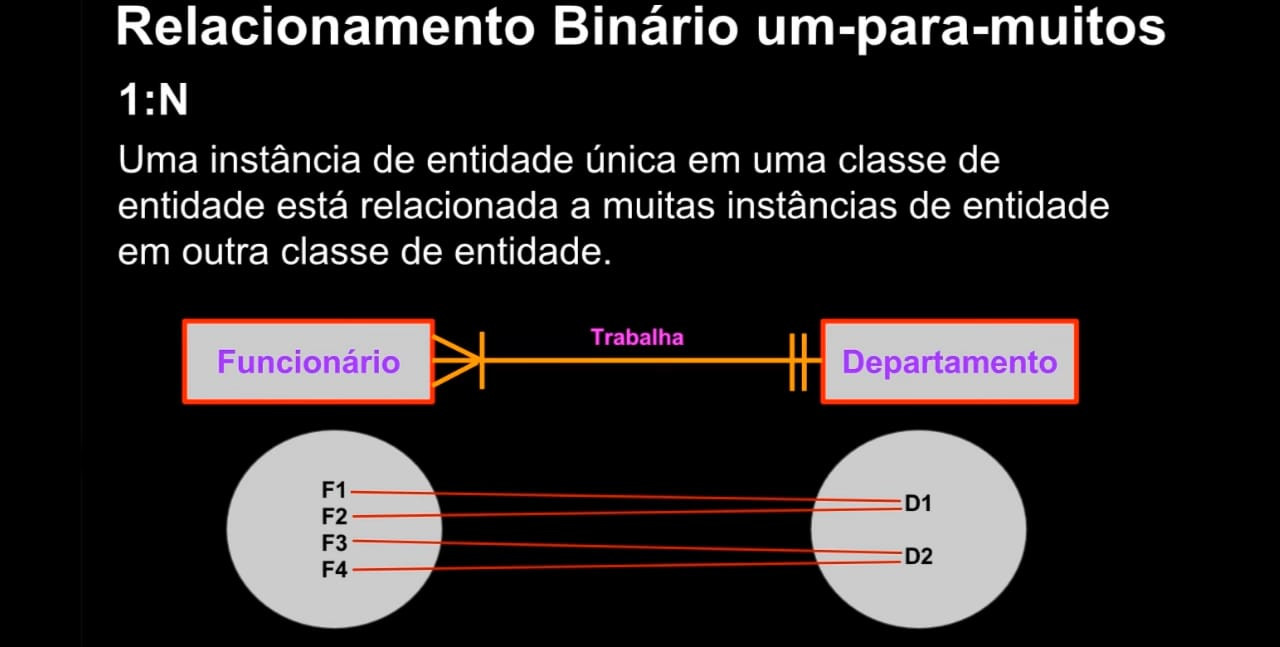 Relacionamento Binário um-para-muitos
1:N
Uma instância de entidade única em uma classe de
entidade está relacionada a muitas instâncias de entidade
em outra classe de entidade.
Trabalha
Funcionário
Departamento
F1
F2
F3
F4
D1
D2